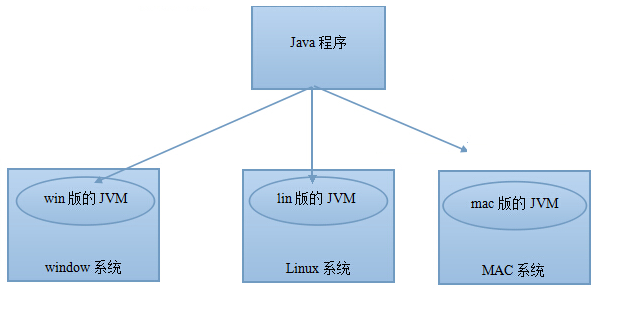 Java 程序
win 版的 JVM
window 系统
lin 版的 JVM
Linux 系统
mac 版的 JVM
MAC 系统